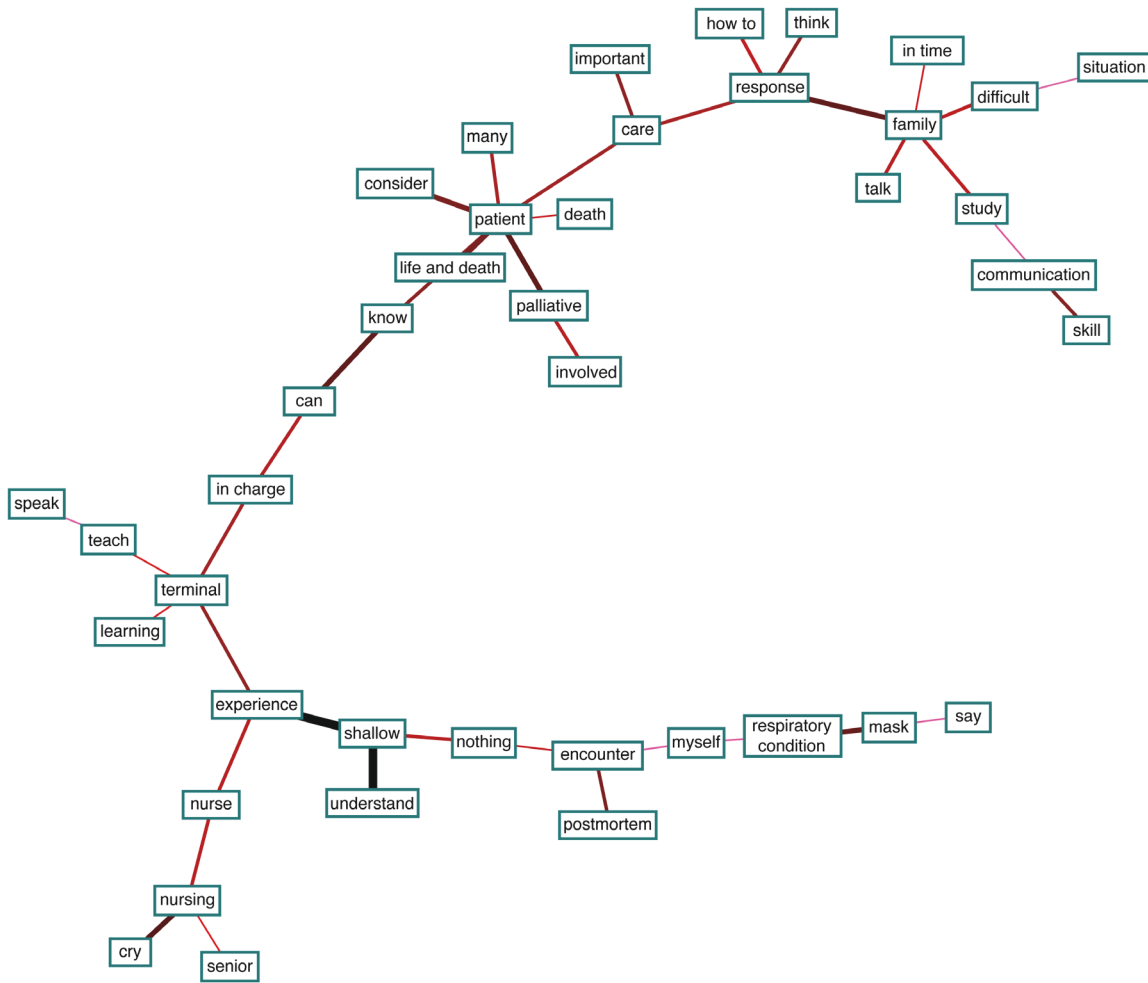 how to
think
important
in time
situation
response
difficult
family
care
many
talk
consider
study
patient
death
life and death
communication
palliative
know
skill
involved
can
in charge
speak
teach
terminal
learning
experience
shallow
nothing
encounter
myself
respiratory
condition
mask
say
understand
nurse
postmortem
nursing
cry
senior